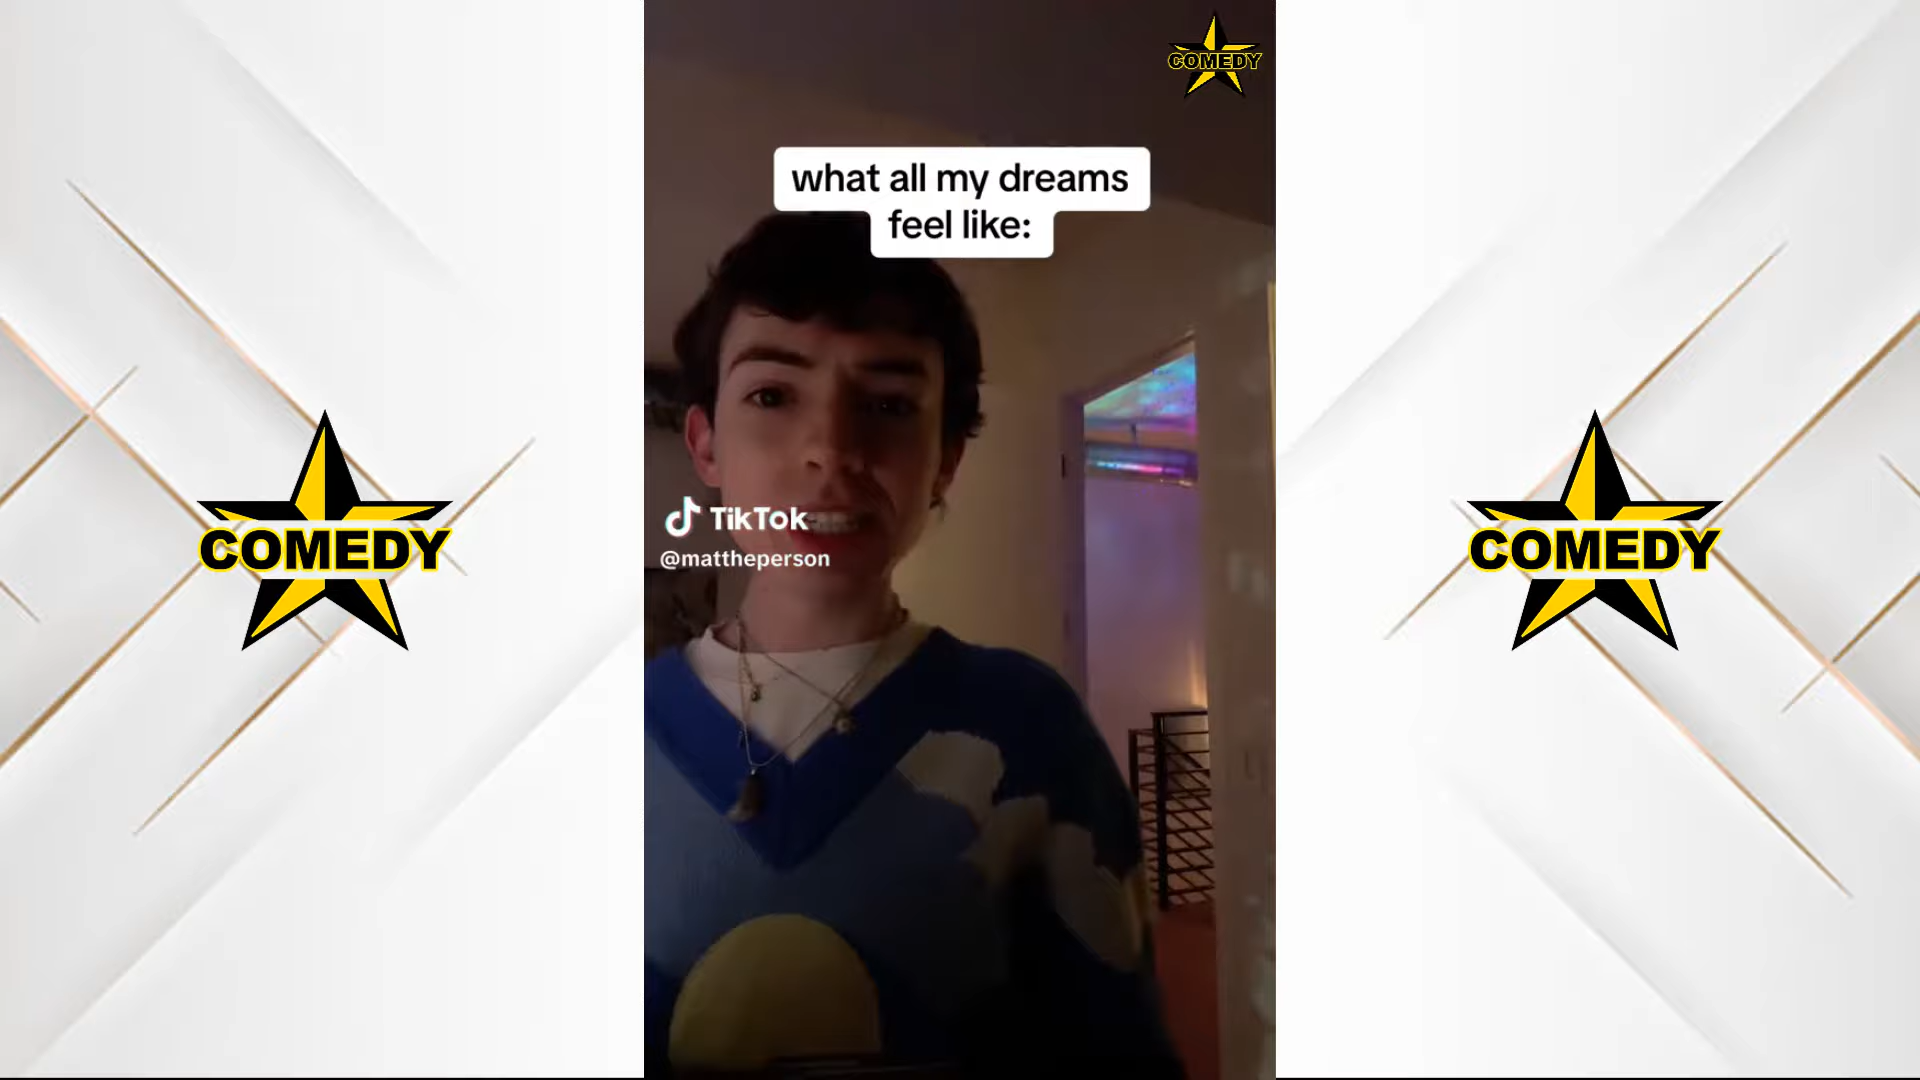 COMEDY
what all my dreams
feel like:
TikTok
@mattheperson
COMEDY
COMEDY